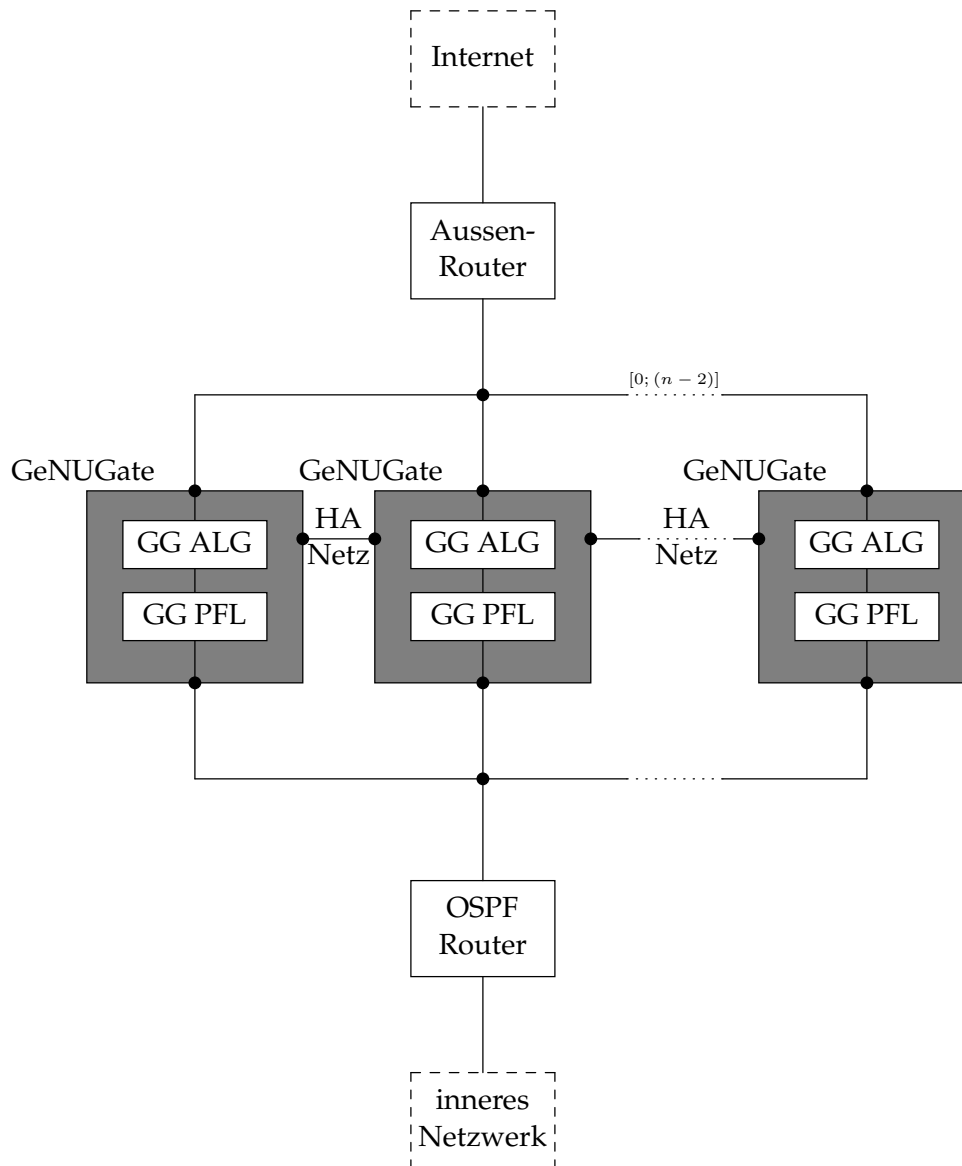 Internet
Aussen-
Router
[0; (n − 2)]
GeNUGate
GeNUGate
GeNUGate
HA
Netz
HA
Netz
GG ALG
GG ALG
GG ALG
GG PFL
GG PFL
GG PFL
OSPF
Router
inneres
Netzwerk